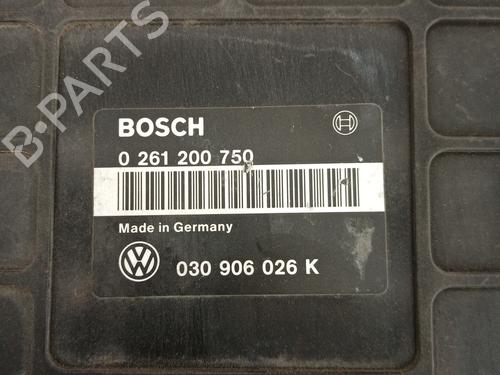 BOSCH
0 261 200 750
Made in Germany
030 906 026 K
B-PARTS